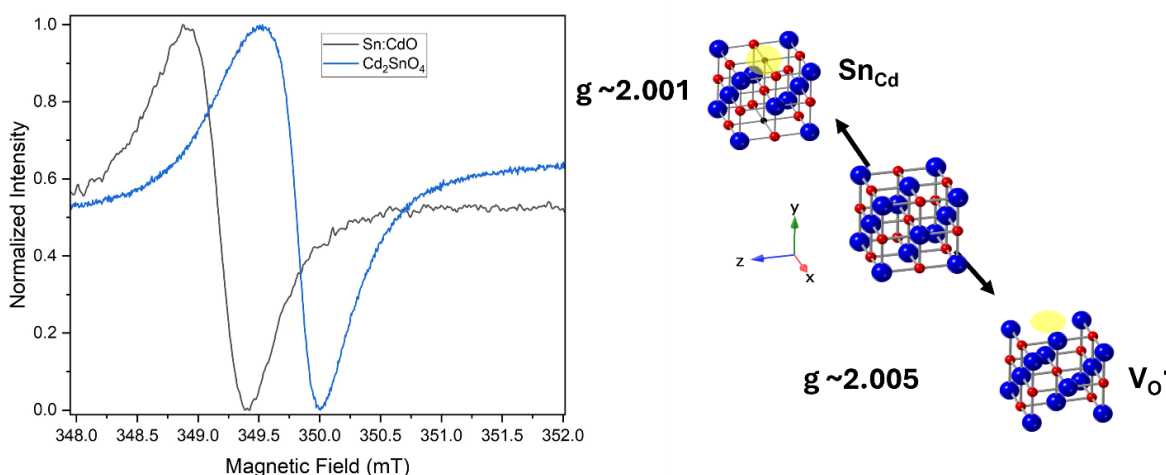 Normalized Intensity
1.0
0.8
0.6
0.4
0.2
0.0
Sn:CdO
Cd₂SnO₄
348.0 348.5 349.0 349.5 350.0 350.5 351.0 351.5 352.0
Magnetic Field (mT)
g ~2.001
Sn_Cd
y
z
x
g ~2.005
V_O⁻